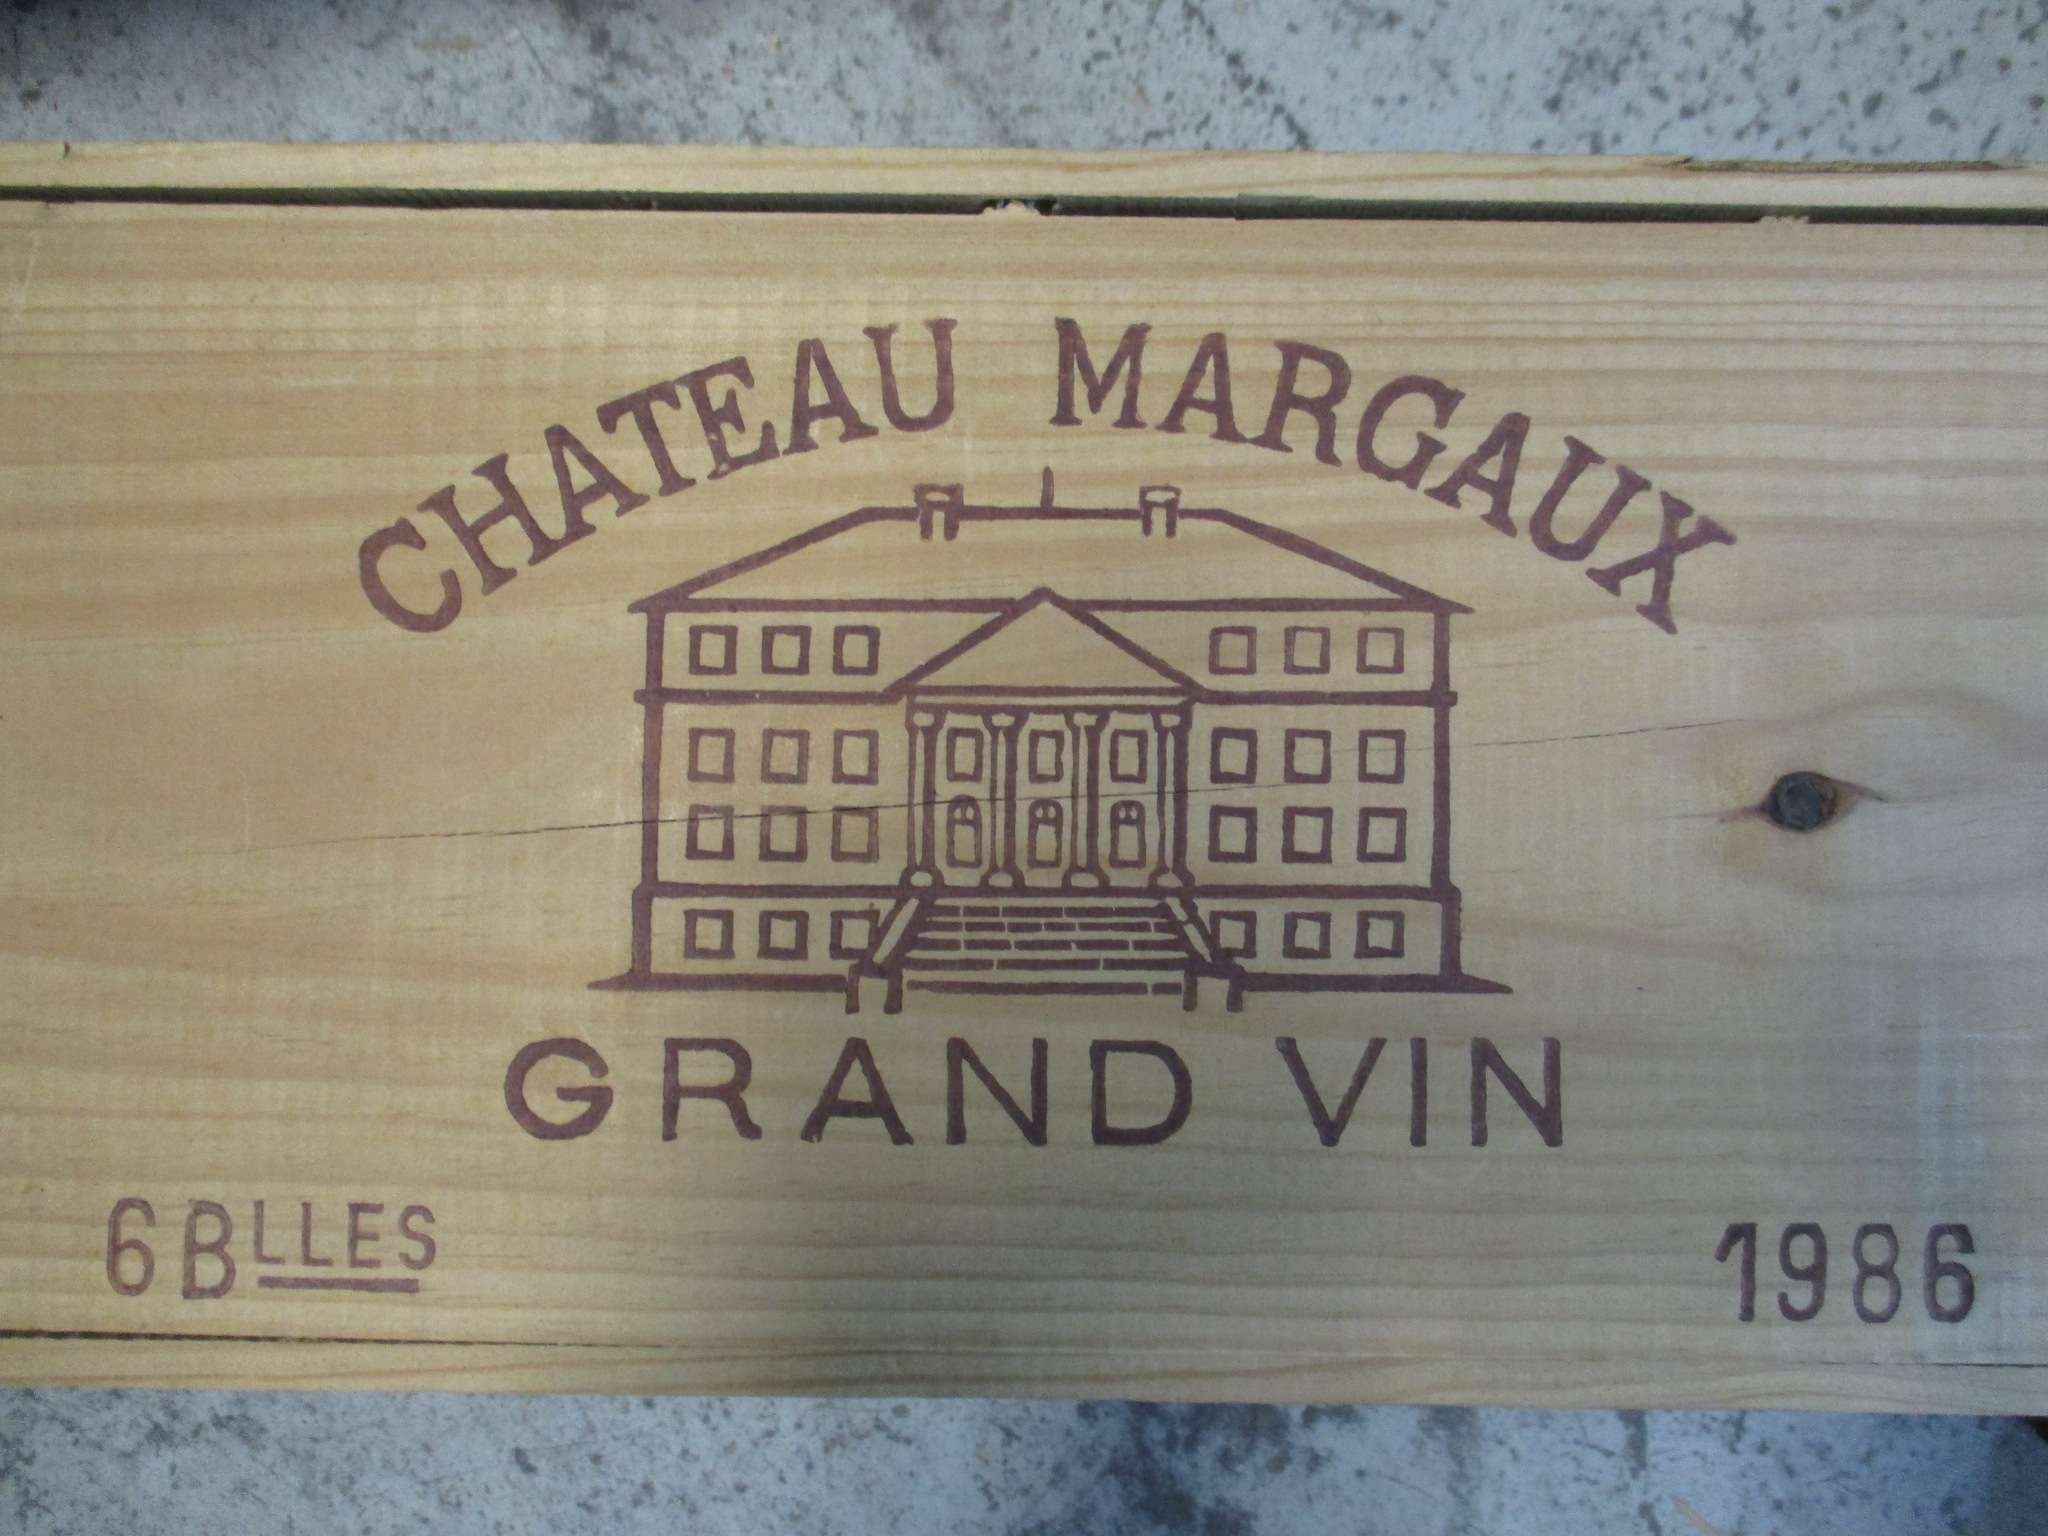 CHATEAU MARGAUX
GRAND VIN
6 BLLES
1986